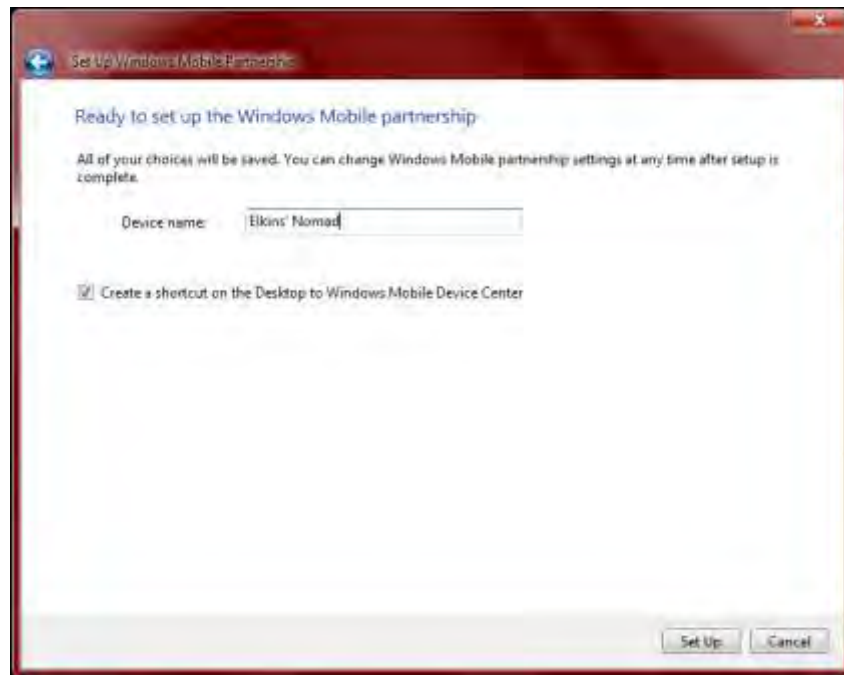 Set Up Windows Mobile Partnership
Ready to set up the Windows Mobile partnership
All of your choices will be saved. You can change Windows Mobile partnership settings at any time after setup is
complete.
Device name: Elkins' Nomad
Create a shortcut on the Desktop to Windows Mobile Device Center
Set Up Cancel